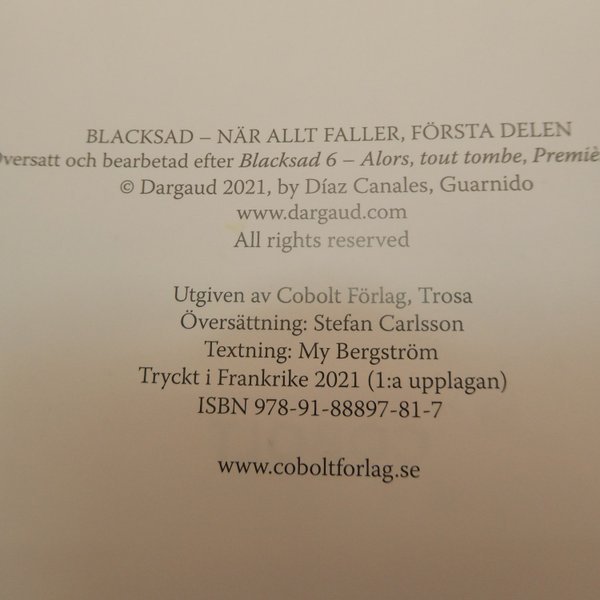 BLACKSAD – NÄR ALLT FALLER, FÖRSTA DELEN
och bearbetad efter Blacksad 6 – Alors, tout tombe,
© Dargaud 2021, by Díaz Canales, Guarnido
www.dargaud.com
All rights reserved
Utgiven av Cobolt Förlag, Trosa
Översättning: Stefan Carlsson
Textning: My Bergström
Tryckt i Frankrike 2021 (1:a upplagan)
ISBN 978-91-88897-81-7
www.coboltforlag.se